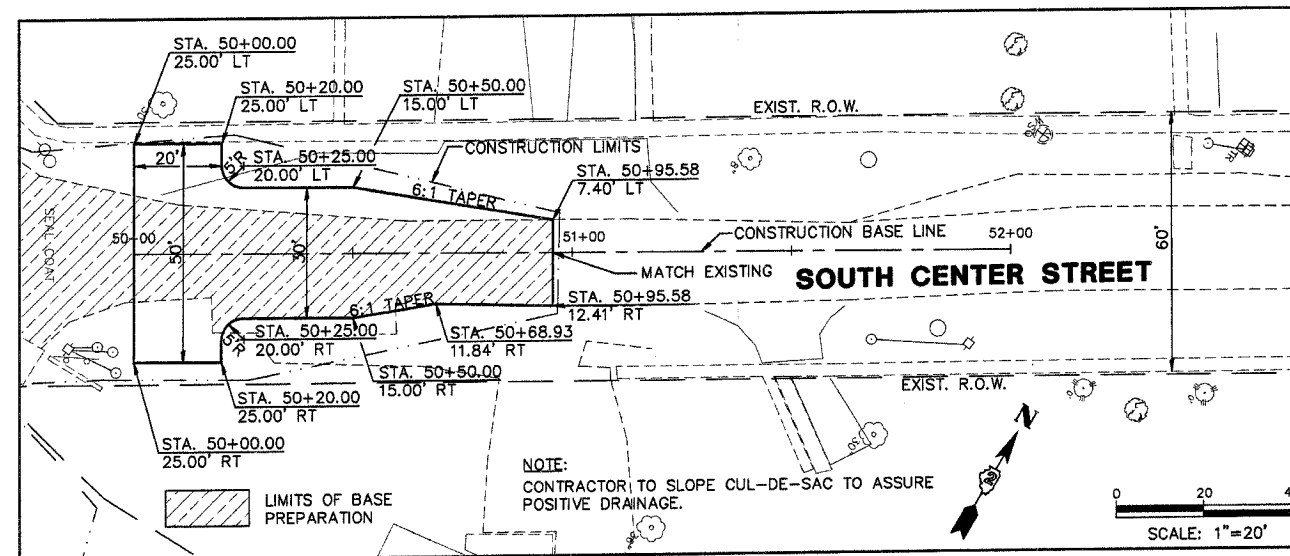 STA. 50+00.00
25.00' LT
STA. 50+20.00
25.00' LT
STA. 50+50.00
15.00' LT
EXIST. R.O.W.
20'
5'R
STA. 50+25.00
20.00' LT
CONSTRUCTION LIMITS
6:1 TAPER
STA. 50+95.58
7.40' LT
SEAL COAT
50+00
50'
30'
51+00
CONSTRUCTION BASE LINE
52+00
60'
MATCH EXISTING
SOUTH CENTER STREET
6:1 TAPER
STA. 50+95.58
12.41' RT
5'R
STA. 50+25.00
20.00' RT
STA. 50+68.93
11.84' RT
STA. 50+50.00
15.00' RT
EXIST. R.O.W.
STA. 50+20.00
25.00' RT
STA. 50+00.00
25.00' RT
30
N
NOTE:
CONTRACTOR TO SLOPE CUL-DE-SAC TO ASSURE
POSITIVE DRAINAGE.
LIMITS OF BASE
PREPARATION
0 20
SCALE: 1"=20'